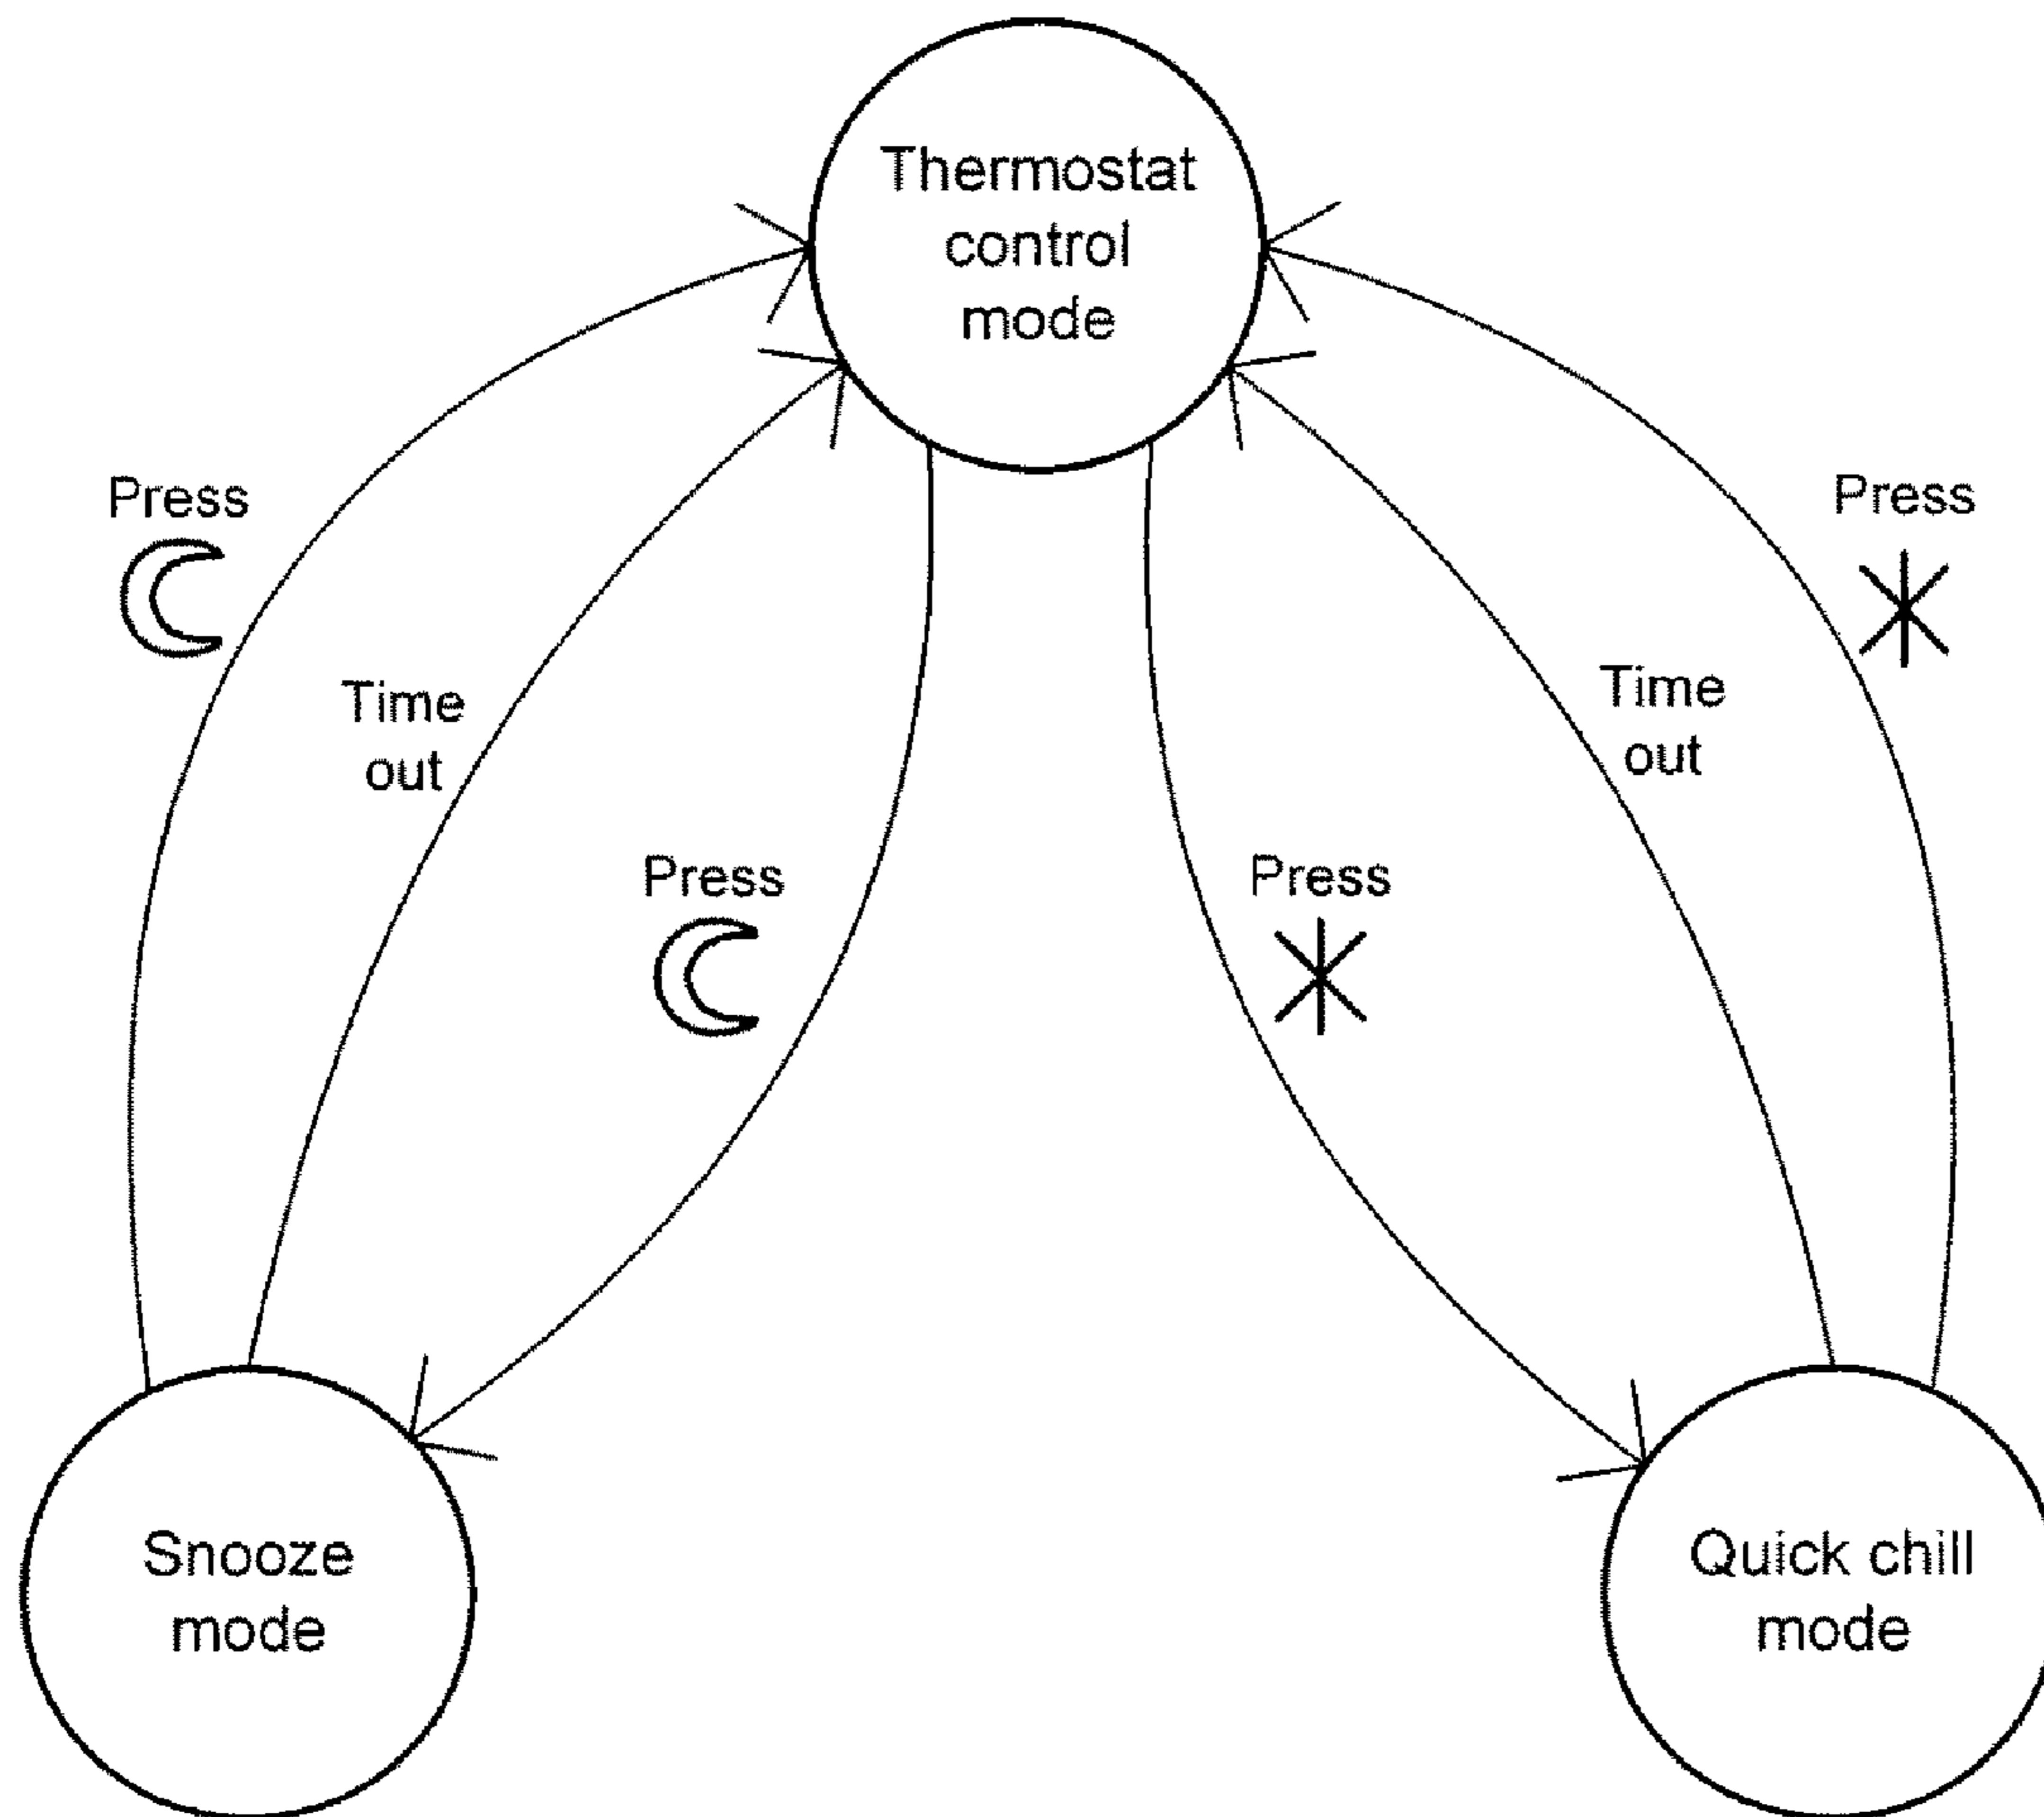 Thermostat
control
mode
Press
Press
Time
out
Time
out
Press
Press
Snooze
mode
Quick chill
mode